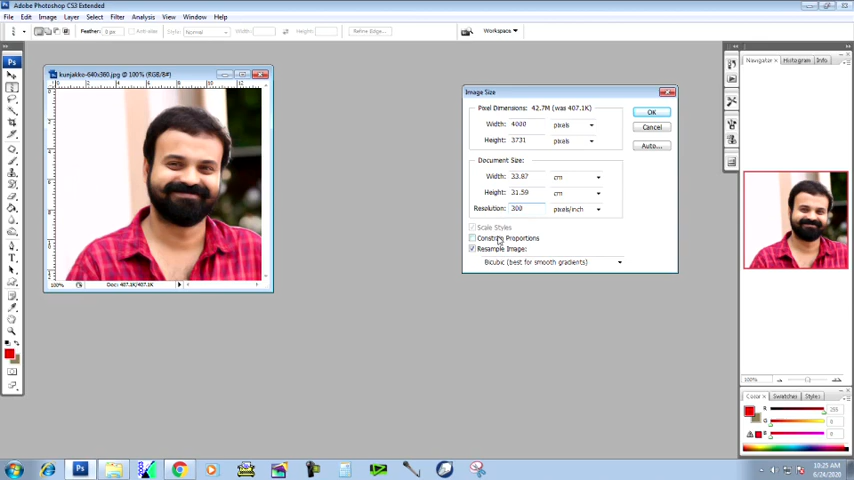 Adobe Photoshop CS3 Extended
File Edit Image Layer Select Filter Analysis View Window Help
Feather: 0 px Anti-alias Style: Normal Width: Height: Refine Edge... Workspace
kunjakko-640x360.jpg @ 100% (RGB/8#)
100% Doc: 407.1K/407.1K
Image Size
Pixel Dimensions: 42.7M (was 407.1K)
Width: 4000 pixels
Height: 3731 pixels
Document Size:
Width: 33.87 cm
Height: 31.59 cm
Resolution: 300 pixels/inch
Scale Styles
Constrain Proportions
Resample Image:
Bicubic (best for smooth gradients)
OK
Cancel
Auto...
Navigator Histogram Info
100%
Color Swatches Styles
R 255
G 0
B 0
Ps
10:25 AM
6/24/2020